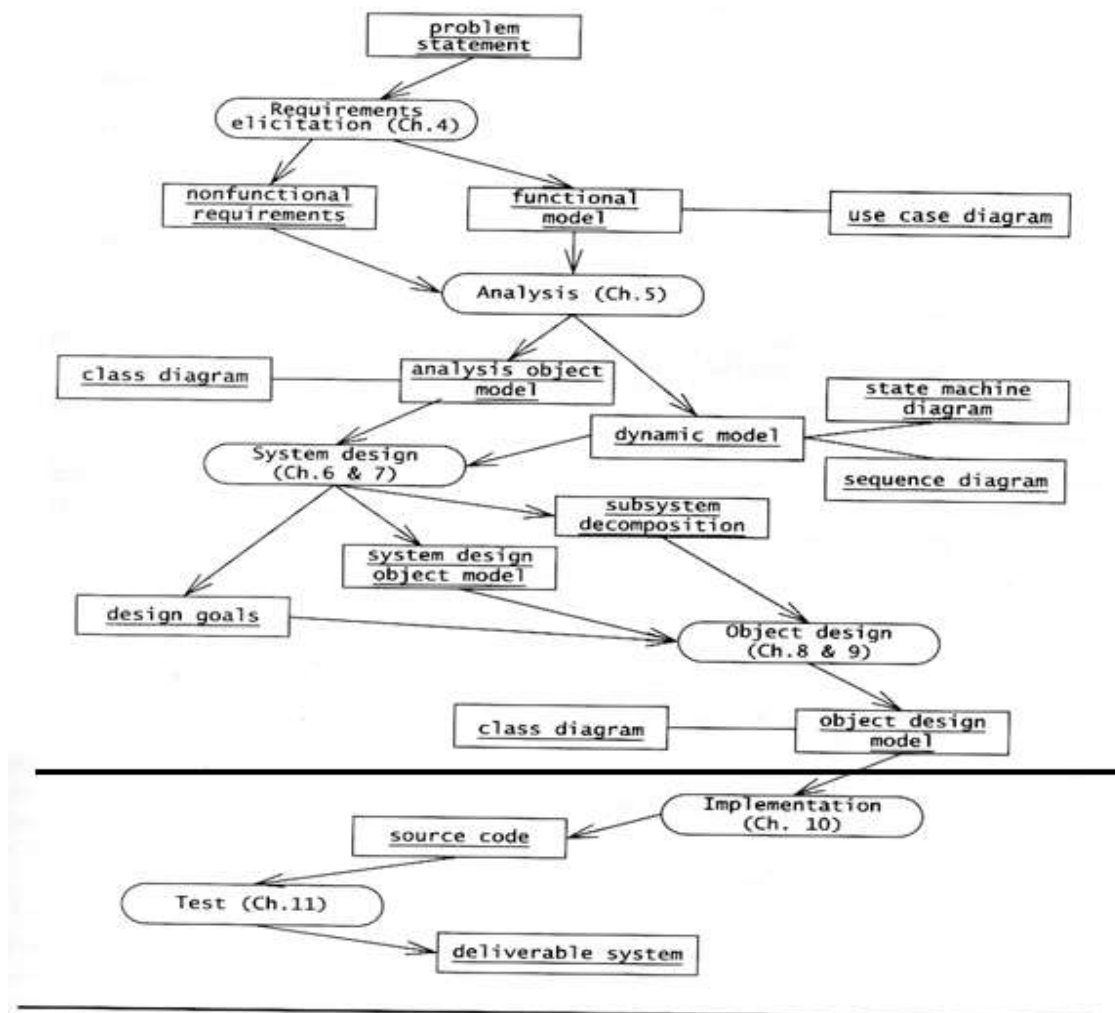 problem
statement
Requirements
elicitation (Ch.4)
nonfunctional
requirements
functional
model
use case diagram
Analysis (Ch.5)
class diagram
analysis object
model
state machine
diagram
dynamic model
System design
(Ch.6 & 7)
sequence diagram
subsystem
decomposition
system design
object model
design goals
Object design
(Ch.8 & 9)
class diagram
object design
model
Implementation
(Ch. 10)
source code
Test (Ch.11)
deliverable system